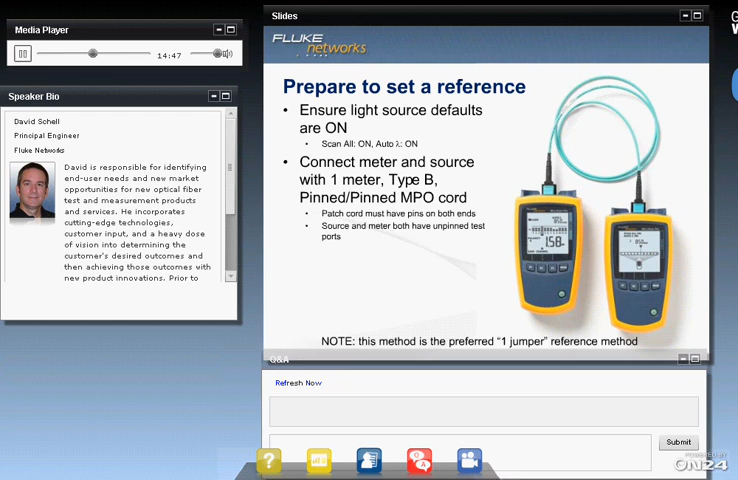 Media Player
14:47
Speaker Bio
David Schell
Principal Engineer
Fluke Networks
David is responsible for identifying
end-user needs and new market
opportunities for new optical fiber
test and measurement products
and services. He incorporates
cutting-edge technologies,
customer input, and a heavy dose
of vision into determining the
customer's desired outcomes and
then achieving those outcomes with
new product innovations. Prior to
Slides
FLUKE
networks
Prepare to set a reference
• Ensure light source defaults
are ON
• Scan All: ON, Auto λ: ON
• Connect meter and source
with 1 meter, Type B,
Pinned/Pinned MPO cord
• Patch cord must have pins on both ends
• Source and meter both have unpinned test
ports
NOTE: this method is the preferred “1 jumper” reference method
Q&A
Refresh Now
Submit
?
Q
A
POWERED BY
ON24
G
W